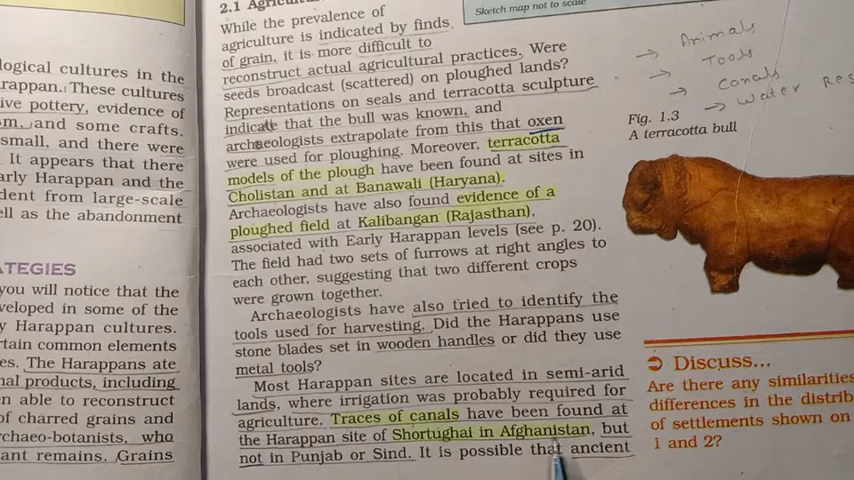 ological cultures in the
rappan. These cultures
ive pottery, evidence of
sm, and some crafts.
small, and there were
It appears that there
arly Harappan and the
dent from large-scale
ell as the abandonment
ATEGIES
you will notice that the
veloped in some of the
y Harappan cultures.
rtain common elements
es. The Harappans ate
nal products, including
en able to reconstruct
of charred grains and
rchaeo-botanists, who
ant remains. Grains
2.1 Agricultu
While the prevalence of
agriculture is indicated by finds
of grain, it is more difficult to
reconstruct actual agricultural practices. Were
seeds broadcast (scattered) on ploughed lands?
Representations on seals and terracotta sculpture
indicate that the bull was known, and
archaeologists extrapolate from this that oxen
were used for ploughing. Moreover, terracotta
models of the plough have been found at sites in
Cholistan and at Banawali (Haryana).
Archaeologists have also found evidence of a
ploughed field at Kalibangan (Rajasthan),
associated with Early Harappan levels (see p. 20).
The field had two sets of furrows at right angles to
each other, suggesting that two different crops
were grown together.
Archaeologists have also tried to identify the
tools used for harvesting. Did the Harappans use
stone blades set in wooden handles or did they use
metal tools?
Most Harappan sites are located in semi-arid
lands, where irrigation was probably required for
agriculture. Traces of canals have been found at
the Harappan site of Shortughai in Afghanistan, but
not in Punjab or Sind. It is possible that ancient
Sketch map not to scale
→ Animals
→ Tools
→ Canals
→ Water Res
Fig. 1.3
A terracotta bull
Discuss...
Are there any similarities
differences in the distrib
of settlements shown on
1 and 2?